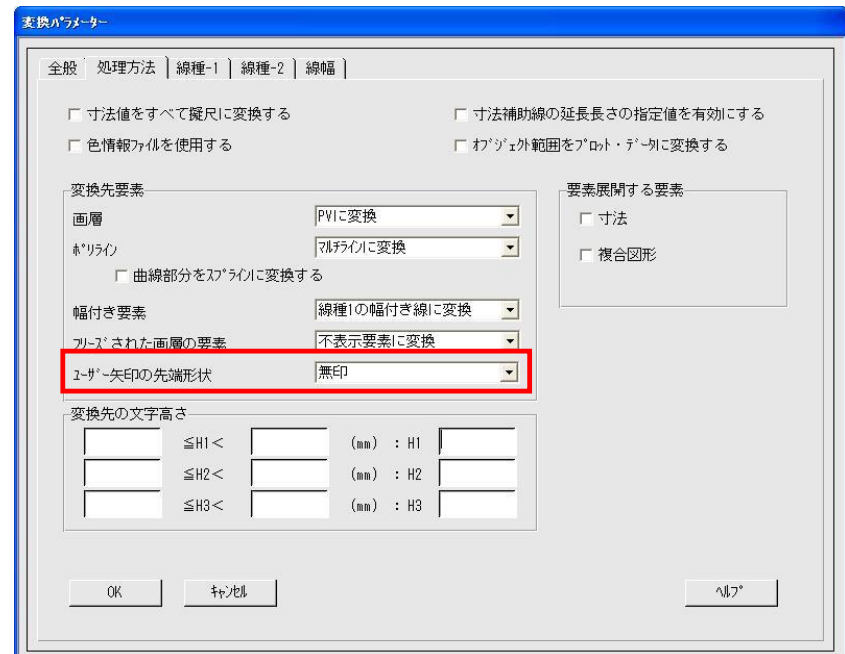 変換ﾊﾟﾗﾒｰﾀｰ
全般 処理方法 線種-1 線種-2 線幅
寸法値をすべて擬尺に変換する 寸法補助線の延長長さの指定値を有効にする
色情報ﾌｧｲﾙを使用する ｵﾌﾞｼﾞｪｸﾄ範囲をﾌﾟﾛｯﾄ・ﾃﾞｰﾀに変換する
変換先要素 要素展開する要素
画層 PVIに変換 寸法
ﾎﾟﾘﾗｲﾝ ﾏﾙﾁﾗｲﾝに変換 複合図形
曲線部分をｽﾌﾟﾗｲﾝに変換する
幅付き要素 線種1の幅付き線に変換
ﾌﾘｰｽﾞされた画層の要素 不表示要素に変換
ﾕｰｻﾞｰ矢印の先端形状 無印
変換先の文字高さ
≦H1＜ (mm) : H1
≦H2＜ (mm) : H2
≦H3＜ (mm) : H3
OK ｷｬﾝｾﾙ ﾍﾙﾌﾟ